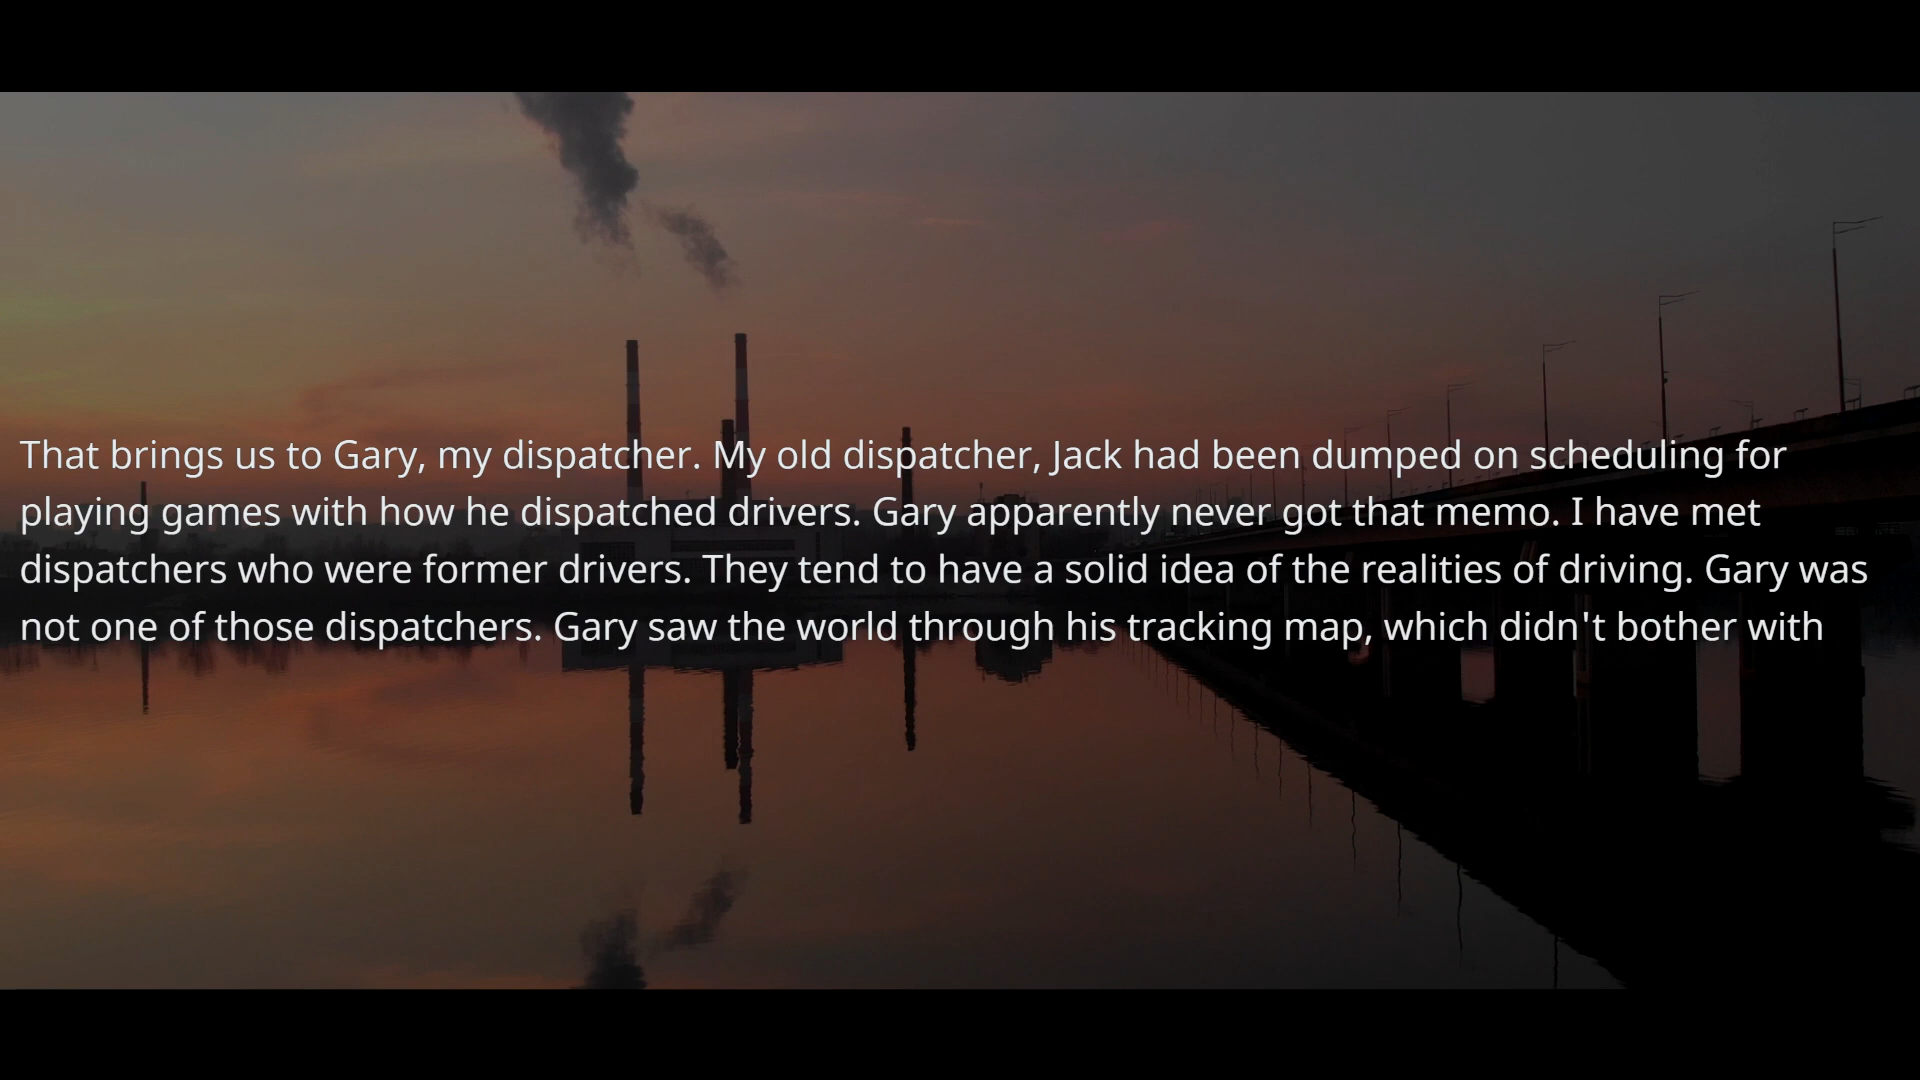 That brings us to Gary, my dispatcher. My old dispatcher, Jack had been dumped on scheduling for
playing games with how he dispatched drivers. Gary apparently never got that memo. I have met
dispatchers who were former drivers. They tend to have a solid idea of the realities of driving. Gary was
not one of those dispatchers. Gary saw the world through his tracking map, which didn't bother with